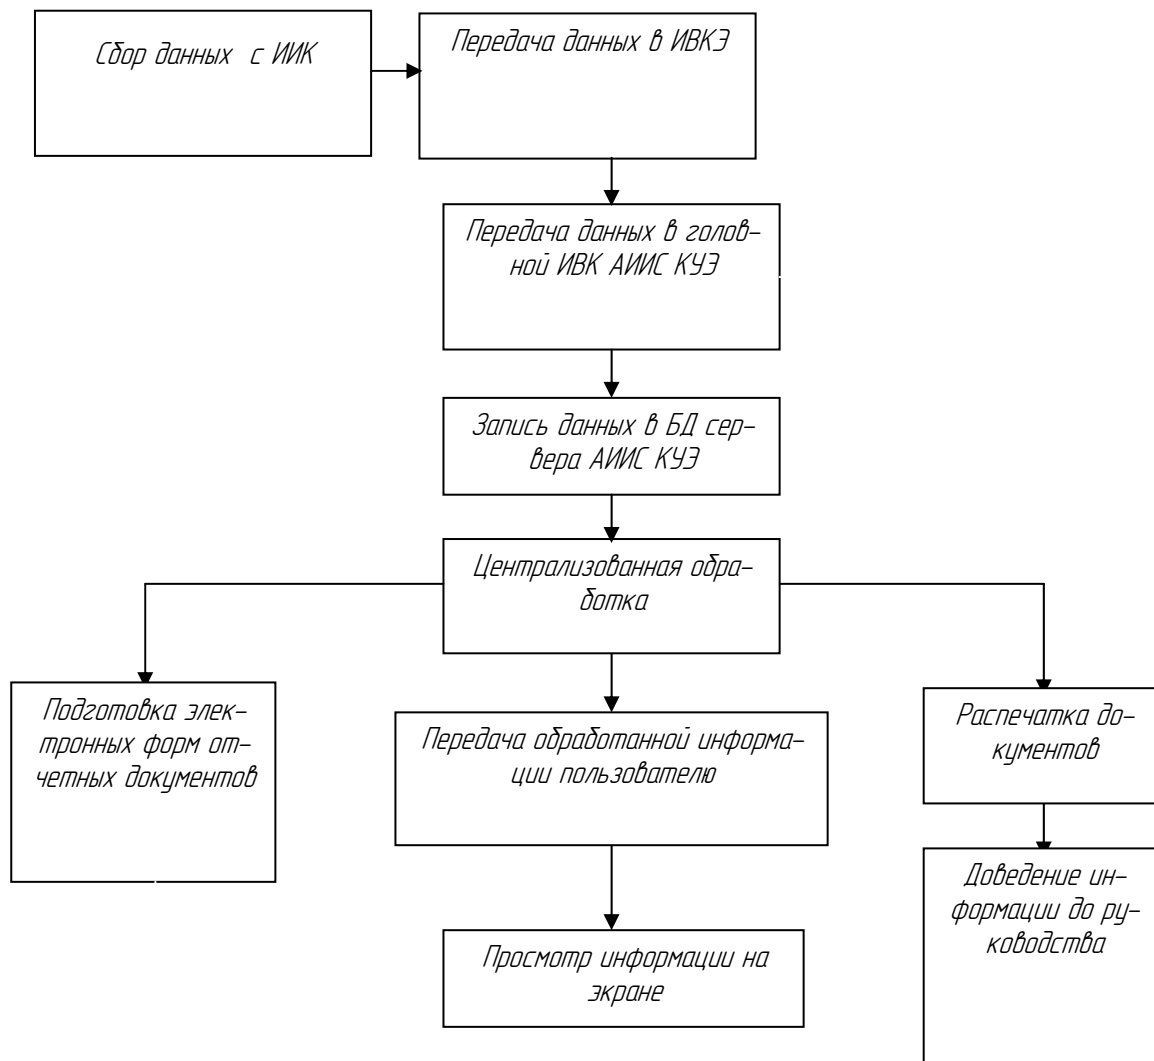 Сбор данных с ИИК
Передача данных в ИВКЭ
Передача данных в голов-
ной ИВК АИИС КУЭ
Запись данных в БД сер-
вера АИИС КУЭ
Централизованная обра-
ботка
Подготовка элек-
тронных форм от-
четных документов
Передача обработанной информа-
ции пользователю
Распечатка до-
кументов
Просмотр информации на
экране
Доведение ин-
формации до ру-
ководства